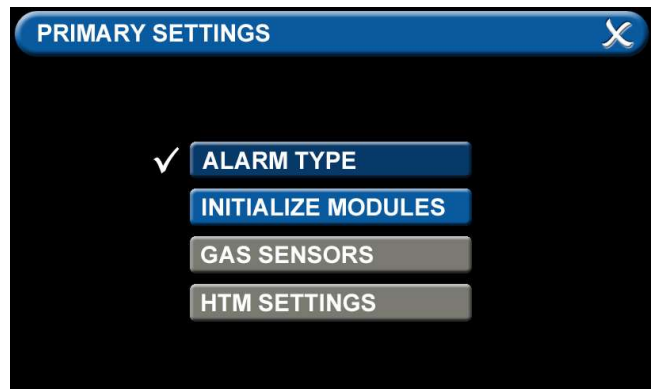 PRIMARY SETTINGS
ALARM TYPE
INITIALIZE MODULES
GAS SENSORS
HTM SETTINGS